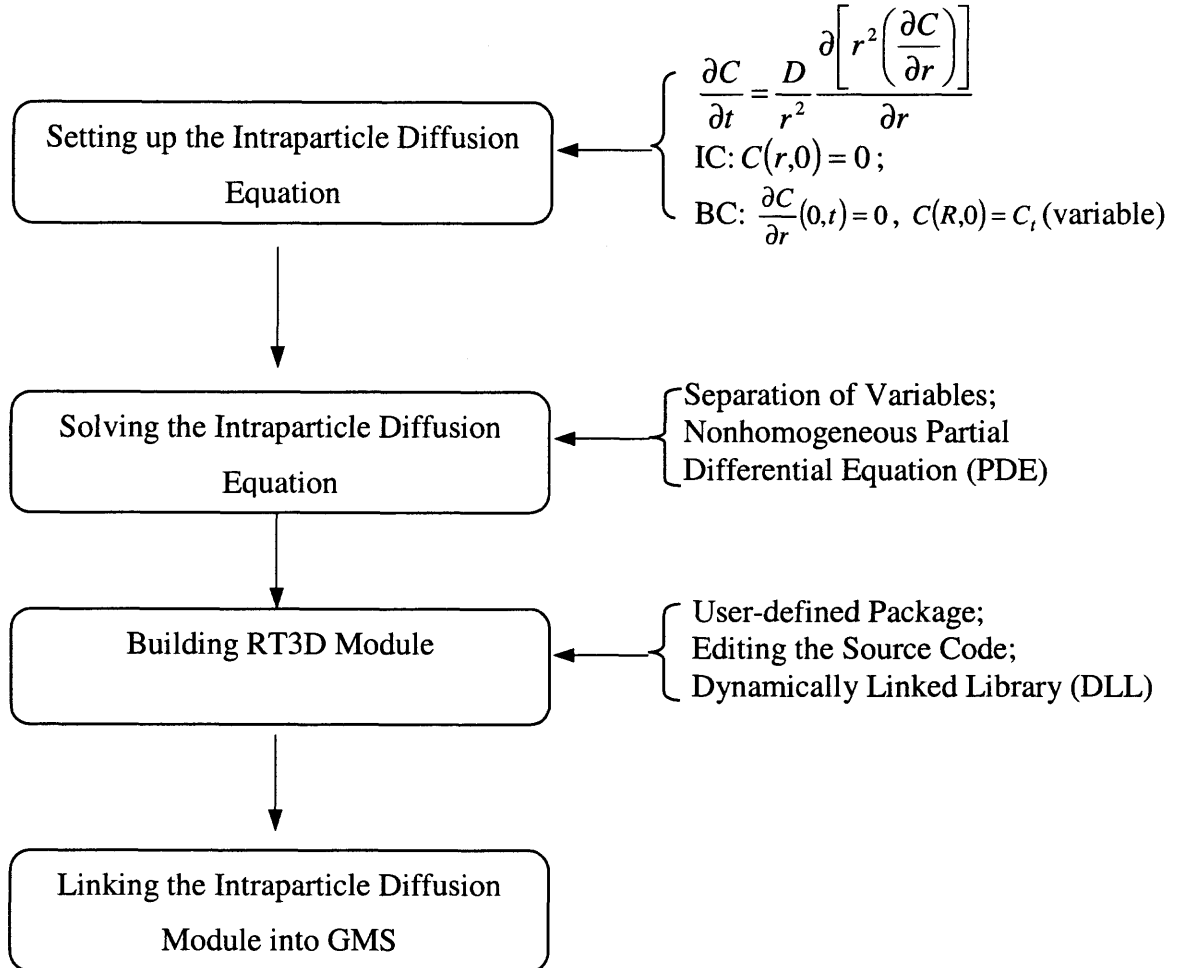 ∂C/∂t = D/r² ∂[r²(∂C/∂r)]/∂r
Setting up the Intraparticle Diffusion
Equation
IC: C(r,0) = 0 ;
BC: ∂C/∂r (0,t) = 0 , C(R,0) = C_t (variable)
Solving the Intraparticle Diffusion
Equation
Separation of Variables;
Nonhomogeneous Partial
Differential Equation (PDE)
Building RT3D Module
User-defined Package;
Editing the Source Code;
Dynamically Linked Library (DLL)
Linking the Intraparticle Diffusion
Module into GMS